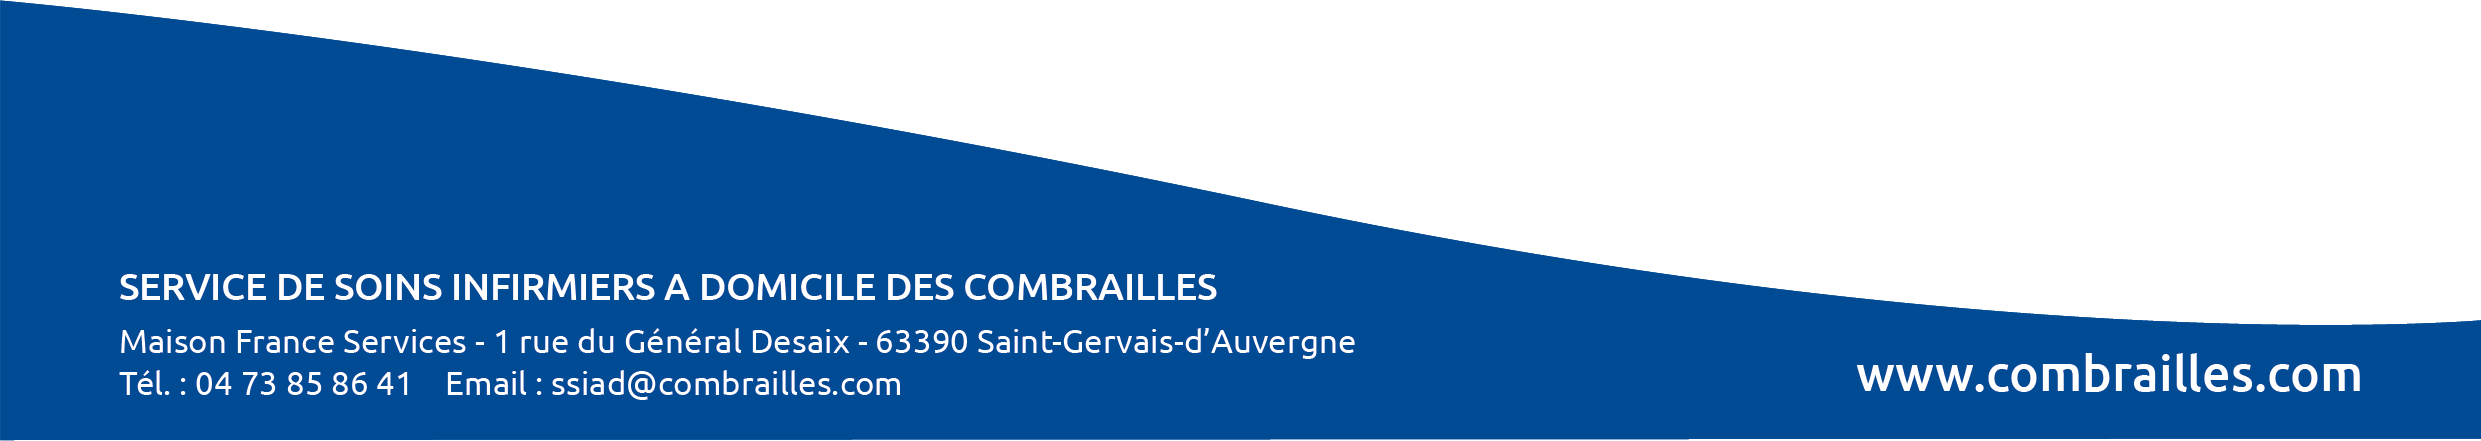 SERVICE DE SOINS INFIRMIERS A DOMICILE DES COMBRAILLES
Maison France Services - 1 rue du Général Desaix - 63390 Saint-Gervais-d’Auvergne
Tél. : 04 73 85 86 41    Email : ssiad@combrailles.com
www.combrailles.com